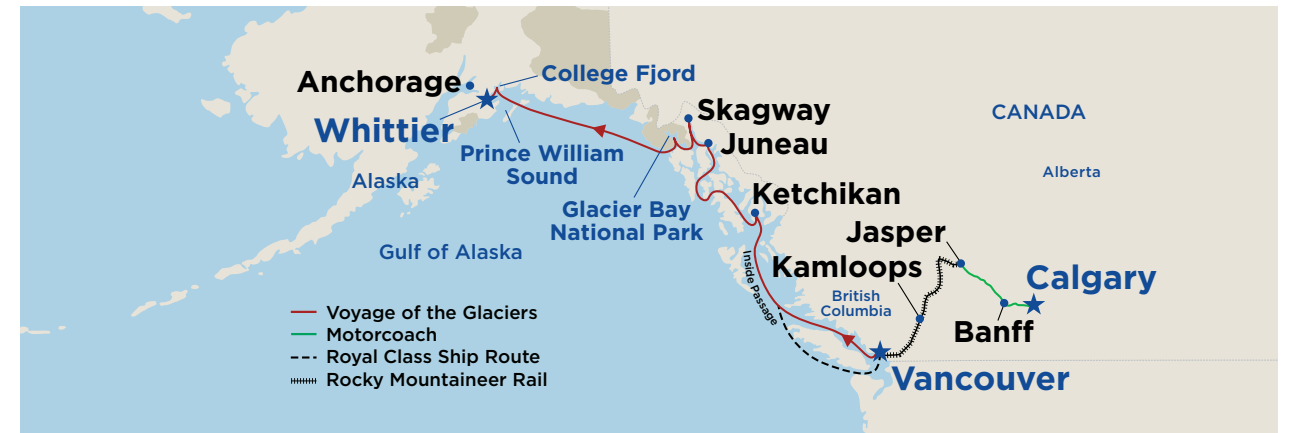 Anchorage
College Fjord
Whittier
Skagway
Juneau
CANADA
Prince William
Sound
Alaska
Alberta
Ketchikan
Glacier Bay
National Park
Gulf of Alaska
Jasper
Inside Passage
Kamloops
Calgary
British
Columbia
Banff
Vancouver
Voyage of the Glaciers
Motorcoach
Royal Class Ship Route
Rocky Mountaineer Rail